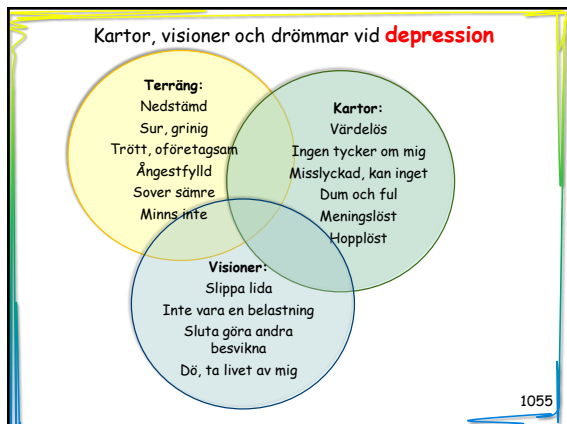 Kartor, visioner och drömmar vid depression
Terräng:
Nedstämd
Sur, grinig
Trött, oföretagsam
Ångestfylld
Sover sämre
Minns inte
Kartor:
Värdelös
Ingen tycker om mig
Misslyckad, kan inget
Dum och ful
Meningslöst
Hopplöst
Visioner:
Slippa lida
Inte vara en belastning
Sluta göra andra
besvikna
Dö, ta livet av mig
1055